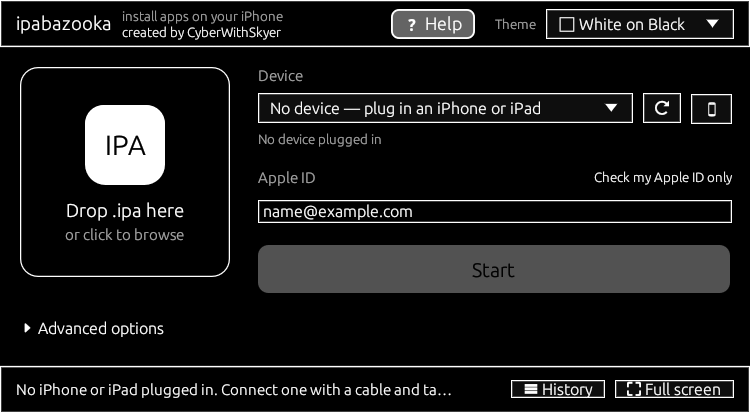 ipabazooka
install apps on your iPhone
created by CyberWithSkyer
? Help
Theme
White on Black
IPA
Drop .ipa here
or click to browse
Device
No device — plug in an iPhone or iPad
No device plugged in
Apple ID
Check my Apple ID only
name@example.com
Start
Advanced options
No iPhone or iPad plugged in. Connect one with a cable and ta…
History
Full screen